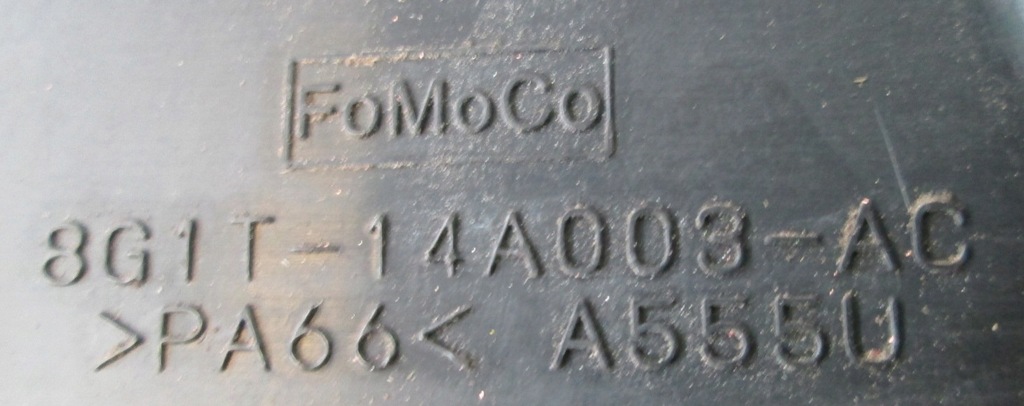 FoMoCo
8G1T-14A003-AC
>PA66< A555U